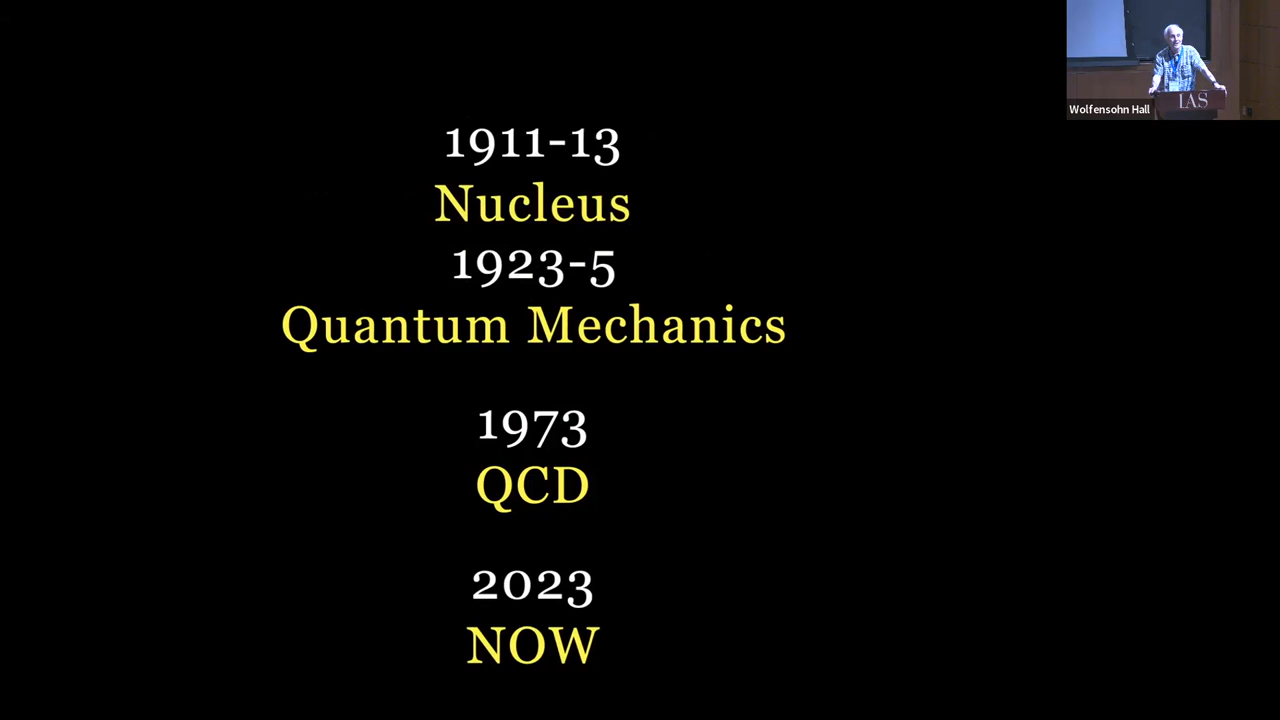 1911-13
Nucleus
1923-5
Quantum Mechanics
1973
QCD
2023
NOW
Wolfensohn Hall
IAS